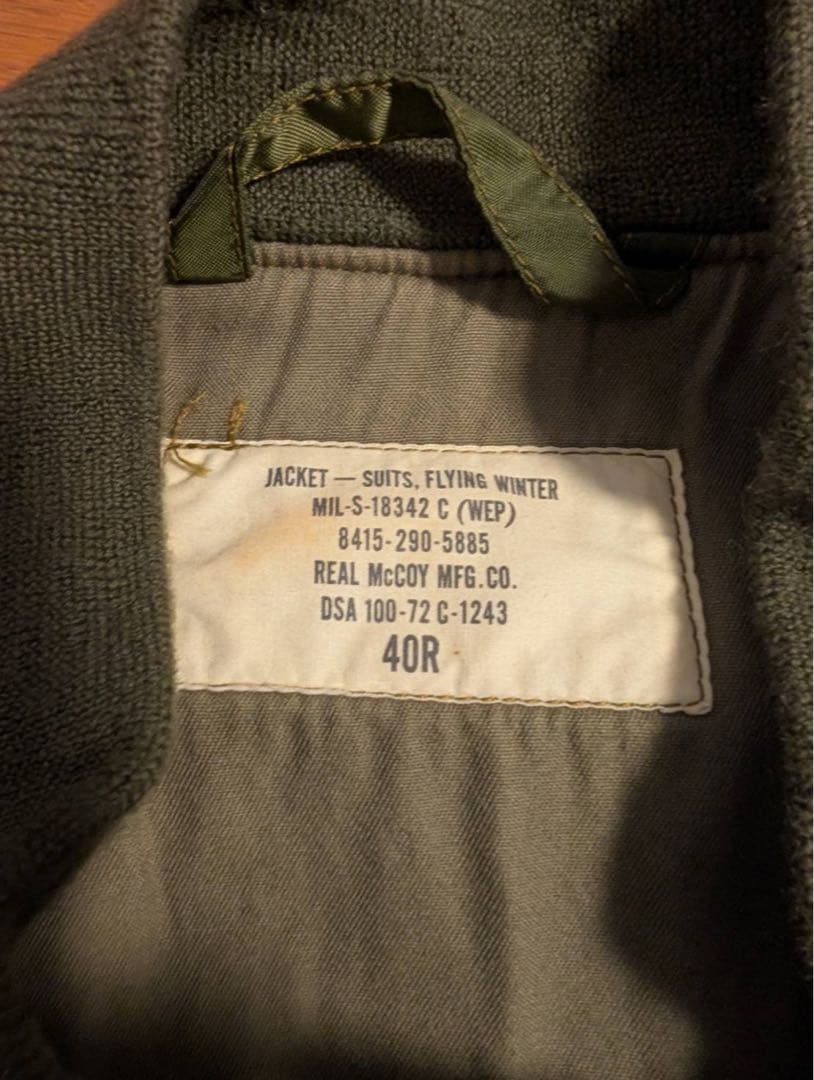 JACKET — SUITS, FLYING WINTER
MIL-S-18342 C (WEP)
8415-290-5885
REAL McCOY MFG.CO.
DSA 100-72 C-1243
40R